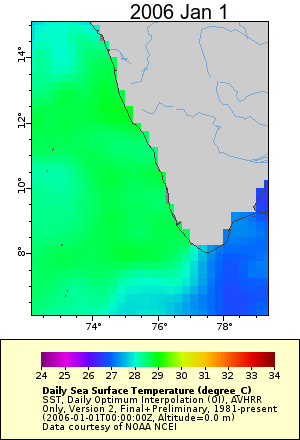 2006 Jan 1
14°
12°
10°
8°
74°
76°
78°
24 25 26 27 28 29 30 31 32 33 34
Daily Sea Surface Temperature (degree_C)
SST, Daily Optimum Interpolation (OI), AVHRR
Only, Version 2, Final+Preliminary, 1981-present
(2006-01-01T00:00:00Z, Altitude=0.0 m)
Data courtesy of NOAA NCEI